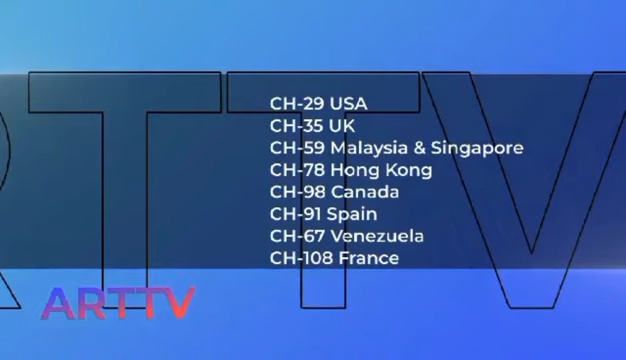 CH-29 USA
CH-35 UK
CH-59 Malaysia & Singapore
CH-78 Hong Kong
CH-98 Canada
CH-91 Spain
CH-67 Venezuela
CH-108 France
RTTV
ARTTV